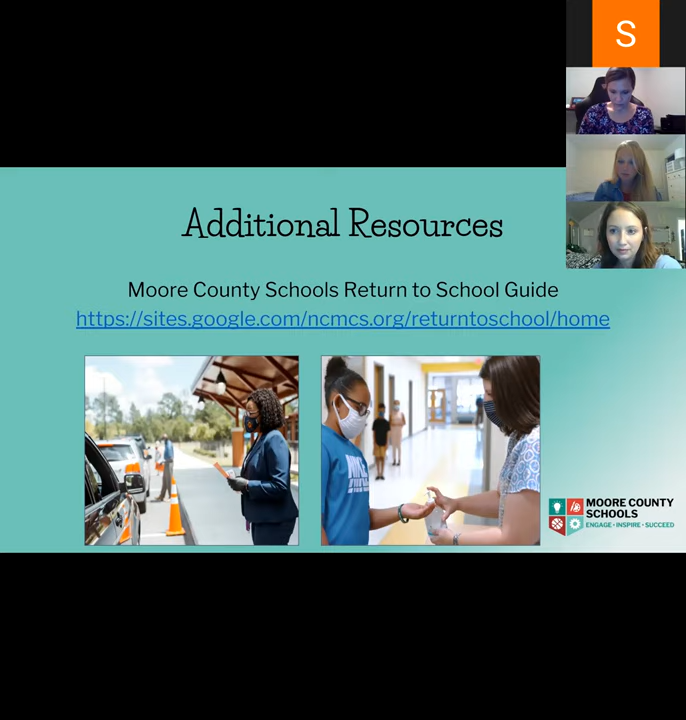 S
Additional Resources
Moore County Schools Return to School Guide
https://sites.google.com/ncmcs.org/returntoschool/home
NIKE
MOORE COUNTY
SCHOOLS
ENGAGE • INSPIRE • SUCCEED